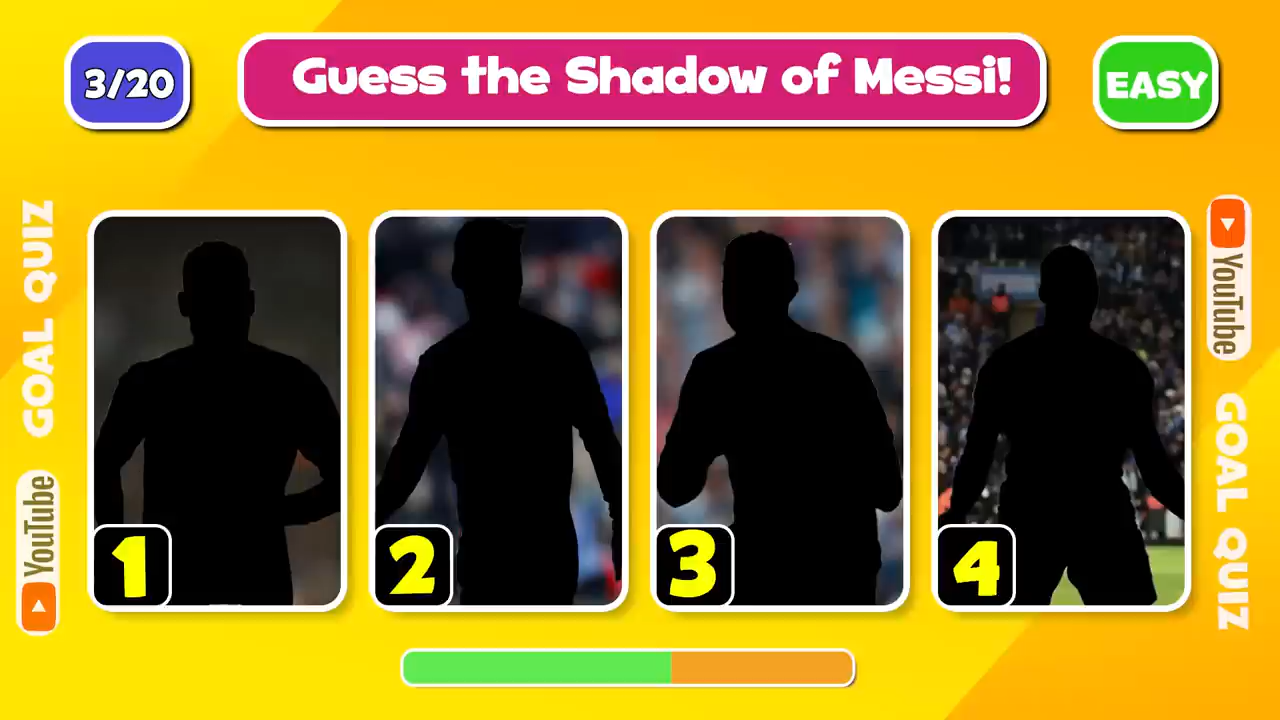 3/20
Guess the Shadow of Messi!
EASY
GOAL QUIZ
YouTube
1
2
3
4
YouTube
GOAL QUIZ